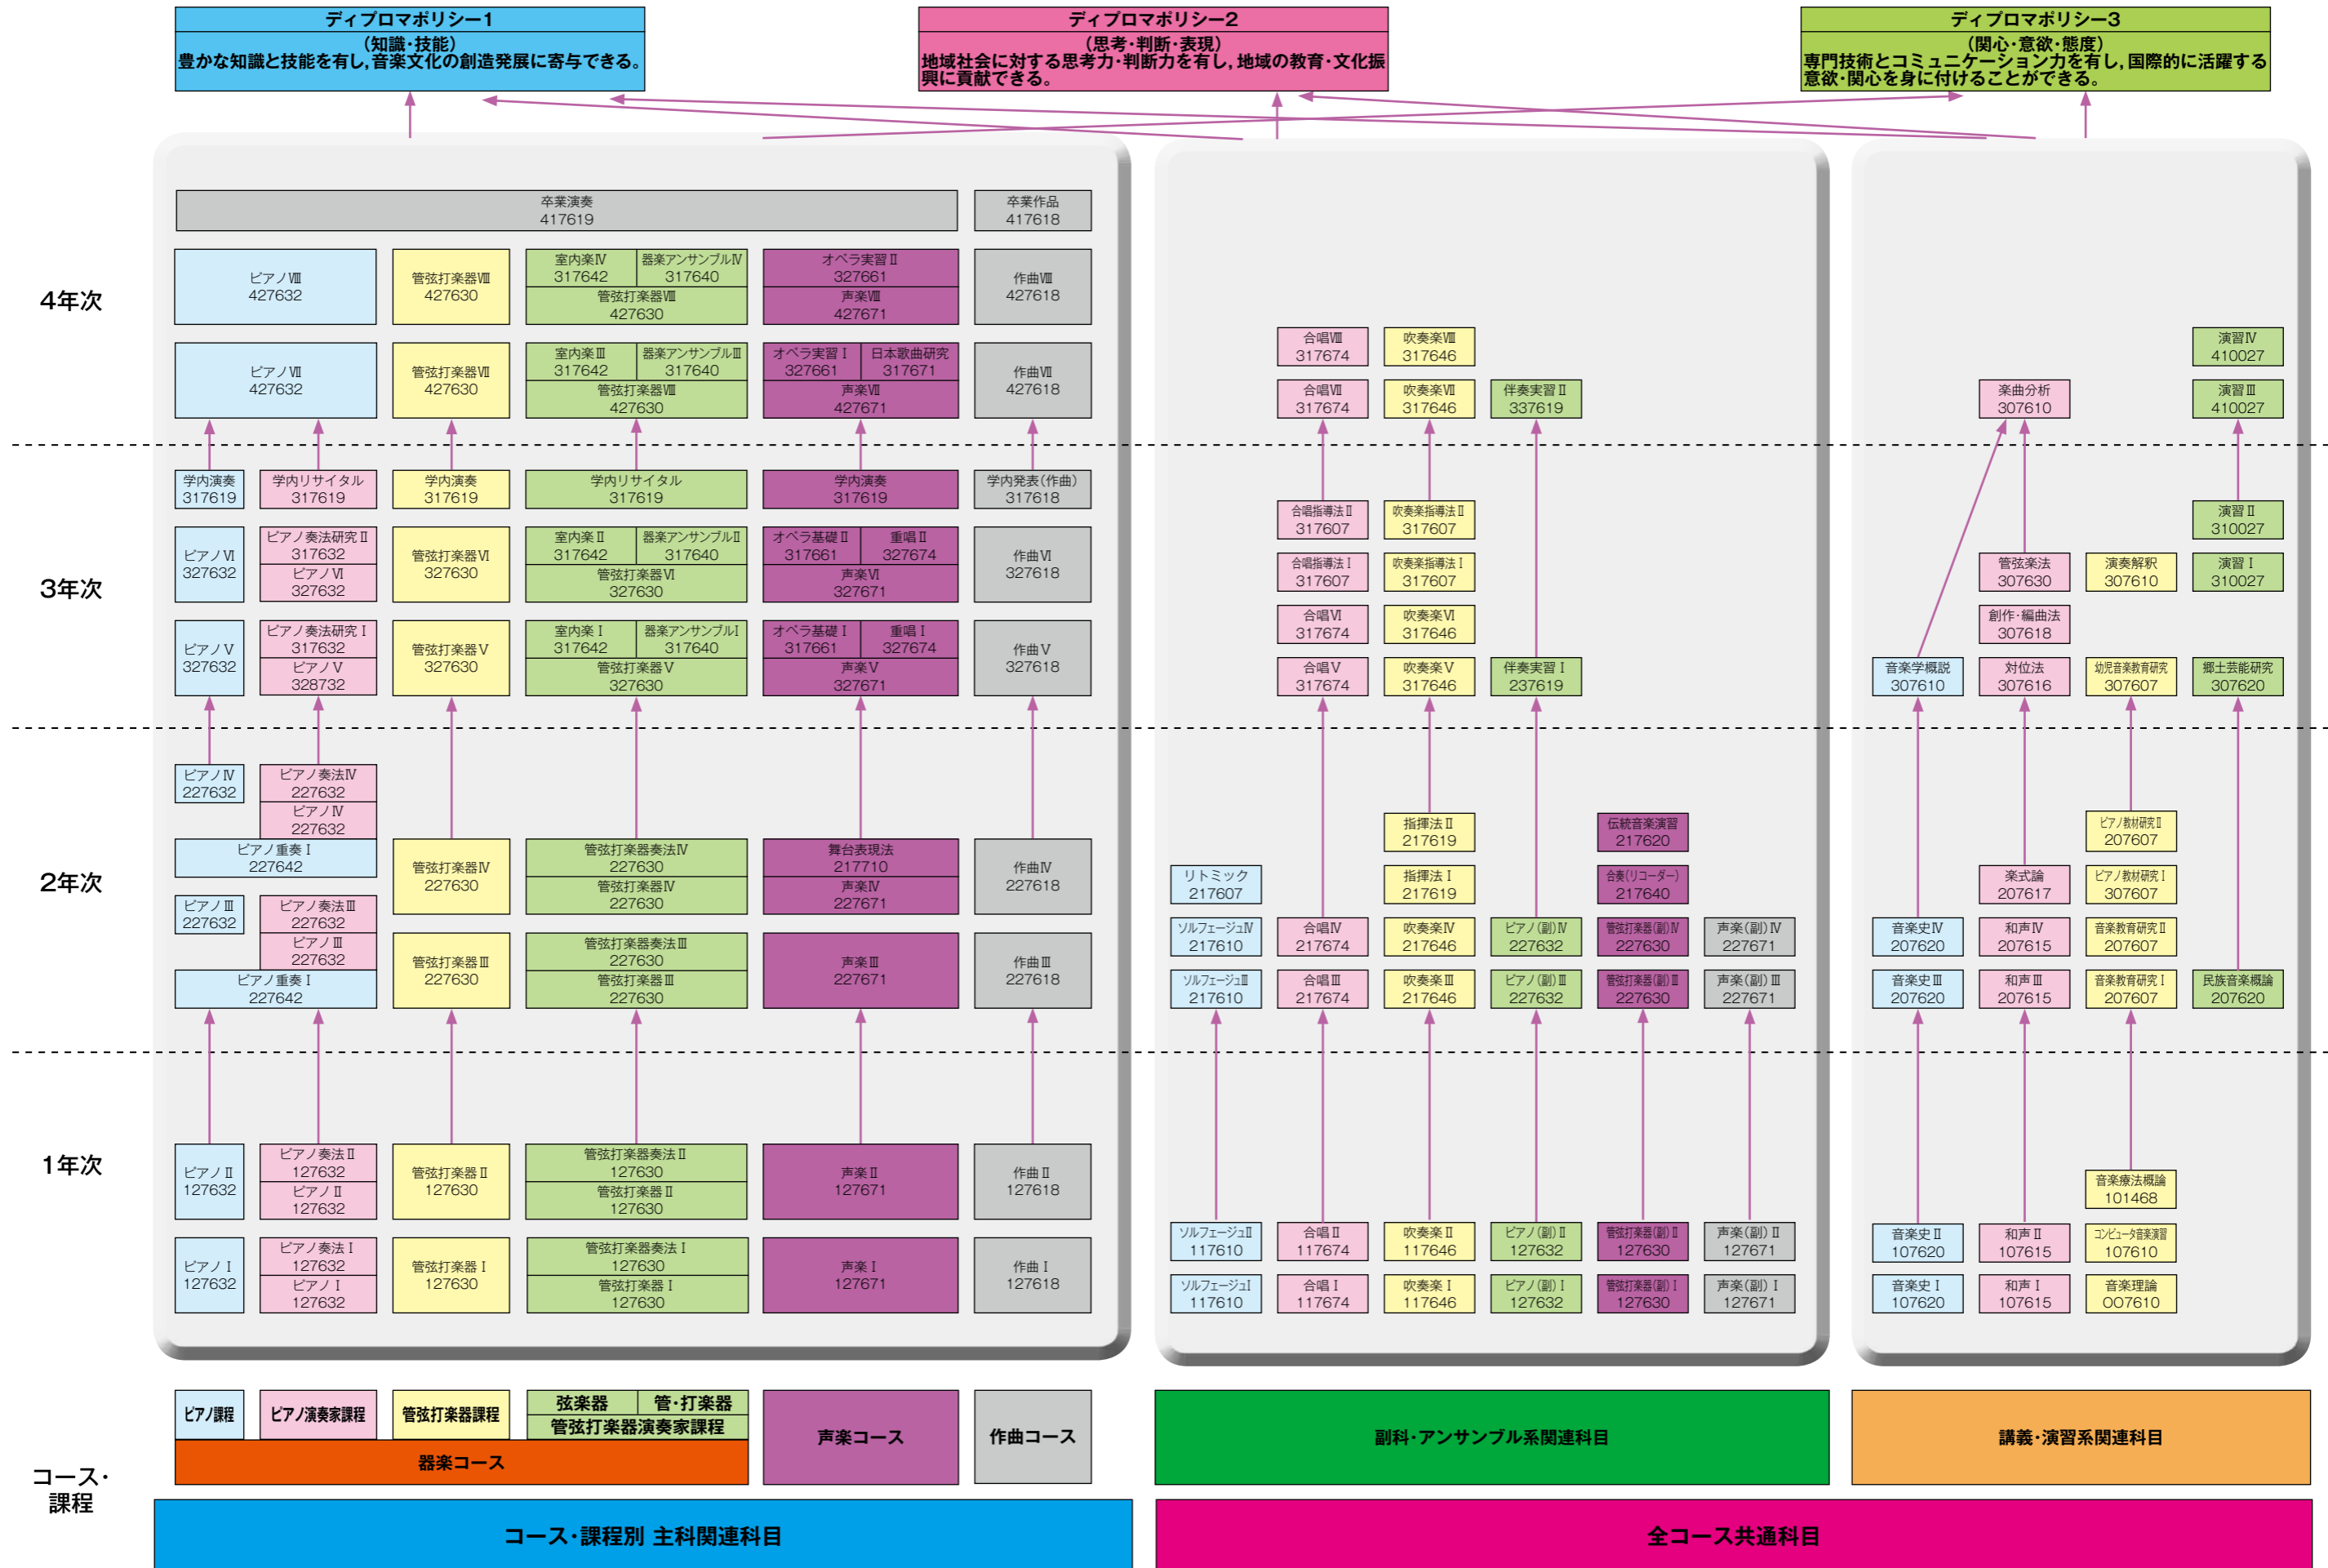 ディプロマポリシー1
(知識・技能)
豊かな知識と技能を有し,音楽文化の創造発展に寄与できる。
ディプロマポリシー2
(思考・判断・表現)
地域社会に対する思考力・判断力を有し,地域の教育・文化振
興に貢献できる。
ディプロマポリシー3
(関心・意欲・態度)
専門技術とコミュニケーション力を有し,国際的に活躍する
意欲・関心を身に付けることができる。
4年次
卒業演奏
417619
卒業作品
417618
ピアノⅧ
427632
管弦打楽器Ⅷ
427630
室内楽Ⅳ
317642
器楽アンサンブルⅣ
317640
管弦打楽器Ⅷ
427630
オペラ実習Ⅱ
327661
声楽Ⅷ
427671
作曲Ⅷ
427618
ピアノⅦ
427632
管弦打楽器Ⅶ
427630
室内楽Ⅲ
317642
器楽アンサンブルⅢ
317640
管弦打楽器Ⅶ
427630
オペラ実習Ⅰ
327661
日本歌曲研究
317671
声楽Ⅶ
427671
作曲Ⅶ
427618
合唱Ⅷ
317674
吹奏楽Ⅷ
317646
合唱Ⅶ
317674
吹奏楽Ⅶ
317646
伴奏実習Ⅱ
337619
楽曲分析
307610
演習Ⅳ
410027
演習Ⅲ
410027
3年次
学内演奏
317619
学内リサイタル
317619
学内演奏
317619
学内リサイタル
317619
学内演奏
317619
学内発表(作曲)
317618
ピアノⅥ
327632
ピアノ奏法研究Ⅱ
317632
ピアノⅥ
327632
管弦打楽器Ⅵ
327630
室内楽Ⅱ
317642
器楽アンサンブルⅡ
317640
管弦打楽器Ⅵ
327630
オペラ基礎Ⅱ
317661
重唱Ⅱ
327674
声楽Ⅵ
327671
作曲Ⅵ
327618
ピアノⅤ
327632
ピアノ奏法研究Ⅰ
317632
ピアノⅤ
328732
管弦打楽器Ⅴ
327630
室内楽Ⅰ
317642
器楽アンサンブルⅠ
317640
管弦打楽器Ⅴ
327630
オペラ基礎Ⅰ
317661
重唱Ⅰ
327674
声楽Ⅴ
327671
作曲Ⅴ
327618
合唱指導法Ⅱ
317607
吹奏楽指導法Ⅱ
317607
合唱指導法Ⅰ
317607
吹奏楽指導法Ⅰ
317607
合唱Ⅵ
317674
吹奏楽Ⅵ
317646
合唱Ⅴ
317674
吹奏楽Ⅴ
317646
伴奏実習Ⅰ
237619
演習Ⅱ
310027
管弦楽法
307630
演奏解釈
307610
演習Ⅰ
310027
創作・編曲法
307618
音楽学概説
307610
対位法
307616
幼児音楽教育研究
307607
郷土芸能研究
307620
2年次
ピアノⅣ
227632
ピアノ奏法Ⅳ
227632
ピアノⅣ
227632
ピアノ重奏Ⅰ
227642
管弦打楽器Ⅳ
227630
管弦打楽器奏法Ⅳ
227630
管弦打楽器Ⅳ
227630
舞台表現法
217710
声楽Ⅳ
227671
作曲Ⅳ
227618
ピアノⅢ
227632
ピアノ奏法Ⅲ
227632
ピアノⅢ
227632
ピアノ重奏Ⅰ
227642
管弦打楽器Ⅲ
227630
管弦打楽器奏法Ⅲ
227630
管弦打楽器Ⅲ
227630
声楽Ⅲ
227671
作曲Ⅲ
227618
指揮法Ⅱ
217619
伝統音楽演習
217620
リトミック
217607
指揮法Ⅰ
217619
合奏(リコーダー)
217640
ソルフェージュⅣ
217610
合唱Ⅳ
217674
吹奏楽Ⅳ
217646
ピアノ(副)Ⅳ
227632
管弦打楽器(副)Ⅳ
227630
声楽(副)Ⅳ
227671
ソルフェージュⅢ
217610
合唱Ⅲ
217674
吹奏楽Ⅲ
217646
ピアノ(副)Ⅲ
227632
管弦打楽器(副)Ⅲ
227630
声楽(副)Ⅲ
227671
ピアノ教材研究Ⅱ
207607
楽式論
207617
ピアノ教材研究Ⅰ
307607
音楽史Ⅳ
207620
和声Ⅳ
207615
音楽教育研究Ⅱ
207607
音楽史Ⅲ
207620
和声Ⅲ
207615
音楽教育研究Ⅰ
207607
民族音楽概論
207620
1年次
ピアノⅡ
127632
ピアノ奏法Ⅱ
127632
ピアノⅡ
127632
管弦打楽器Ⅱ
127630
管弦打楽器奏法Ⅱ
127630
管弦打楽器Ⅱ
127630
声楽Ⅱ
127671
作曲Ⅱ
127618
ピアノⅠ
127632
ピアノ奏法Ⅰ
127632
ピアノⅠ
127632
管弦打楽器Ⅰ
127630
管弦打楽器奏法Ⅰ
127630
管弦打楽器Ⅰ
127630
声楽Ⅰ
127671
作曲Ⅰ
127618
ソルフェージュⅡ
117610
合唱Ⅱ
117674
吹奏楽Ⅱ
117646
ピアノ(副)Ⅱ
127632
管弦打楽器(副)Ⅱ
127630
声楽(副)Ⅱ
127671
ソルフェージュⅠ
117610
合唱Ⅰ
117674
吹奏楽Ⅰ
117646
ピアノ(副)Ⅰ
127632
管弦打楽器(副)Ⅰ
127630
声楽(副)Ⅰ
127671
音楽療法概論
101468
音楽史Ⅱ
107620
和声Ⅱ
107615
コンピュータ音楽演習
107610
音楽史Ⅰ
107620
和声Ⅰ
107615
音楽理論
OO7610
コース・
課程
ピアノ課程
ピアノ演奏家課程
管弦打楽器課程
弦楽器
管・打楽器
管弦打楽器演奏家課程
器楽コース
声楽コース
作曲コース
副科・アンサンブル系関連科目
講義・演習系関連科目
コース・課程別 主科関連科目
全コース共通科目